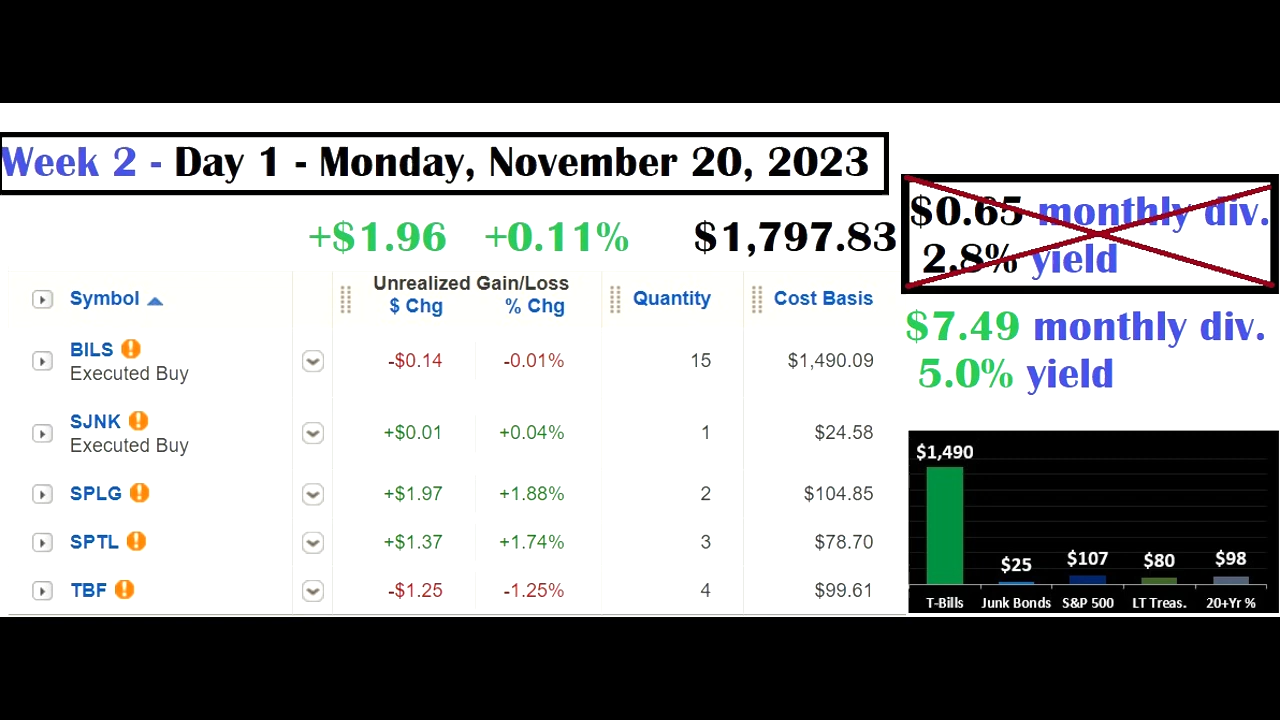 Week 2 - Day 1 - Monday, November 20, 2023
+$1.96 +0.11% $1,797.83
$0.65 monthly div.
2.8% yield
$7.49 monthly div.
5.0% yield
Symbol
Unrealized Gain/Loss
$ Chg % Chg Quantity Cost Basis
BILS
Executed Buy
-$0.14 -0.01% 15 $1,490.09
SJNK
Executed Buy
+$0.01 +0.04% 1 $24.58
SPLG +$1.97 +1.88% 2 $104.85
SPTL +$1.37 +1.74% 3 $78.70
TBF -$1.25 -1.25% 4 $99.61
$1,490 $25 $107 $80 $98
T-Bills Junk Bonds S&P 500 LT Treas. 20+Yr %